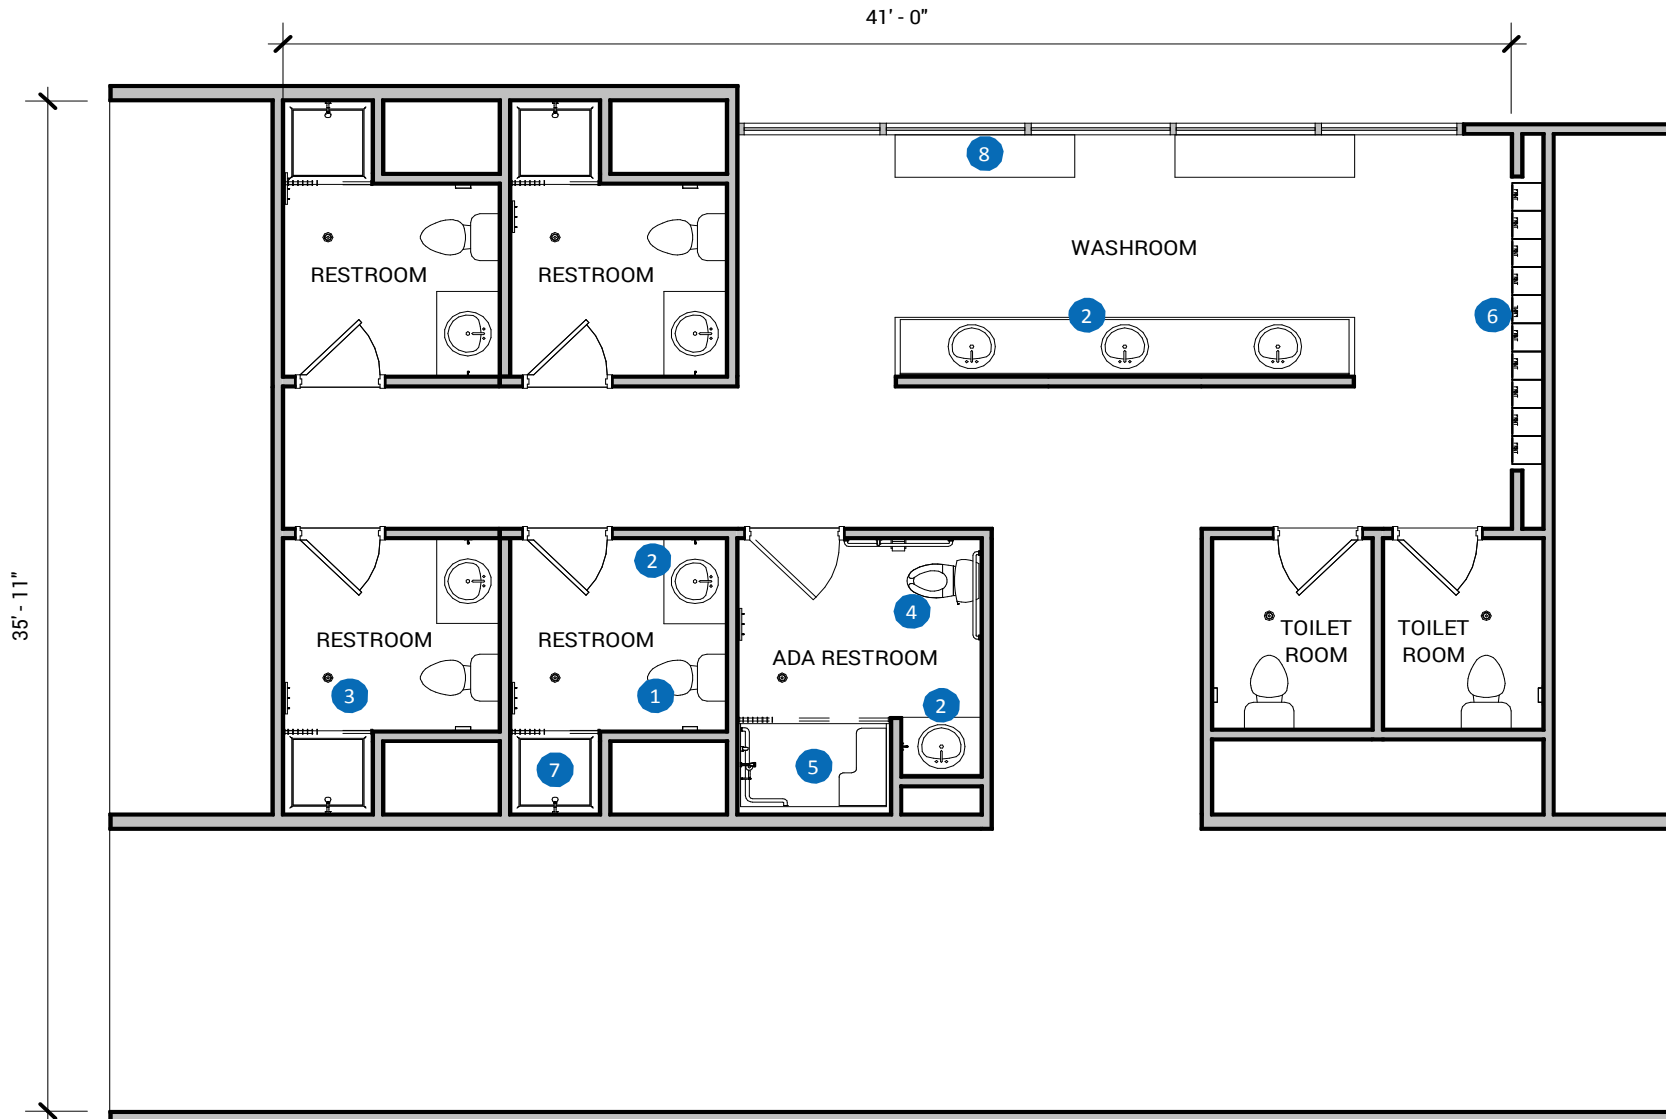 41' - 0"
8
WASHROOM
RESTROOM
RESTROOM
2
6
35' - 11"
2
4
RESTROOM
RESTROOM
ADA RESTROOM
TOILET
ROOM
TOILET
ROOM
3
1
2
7
5